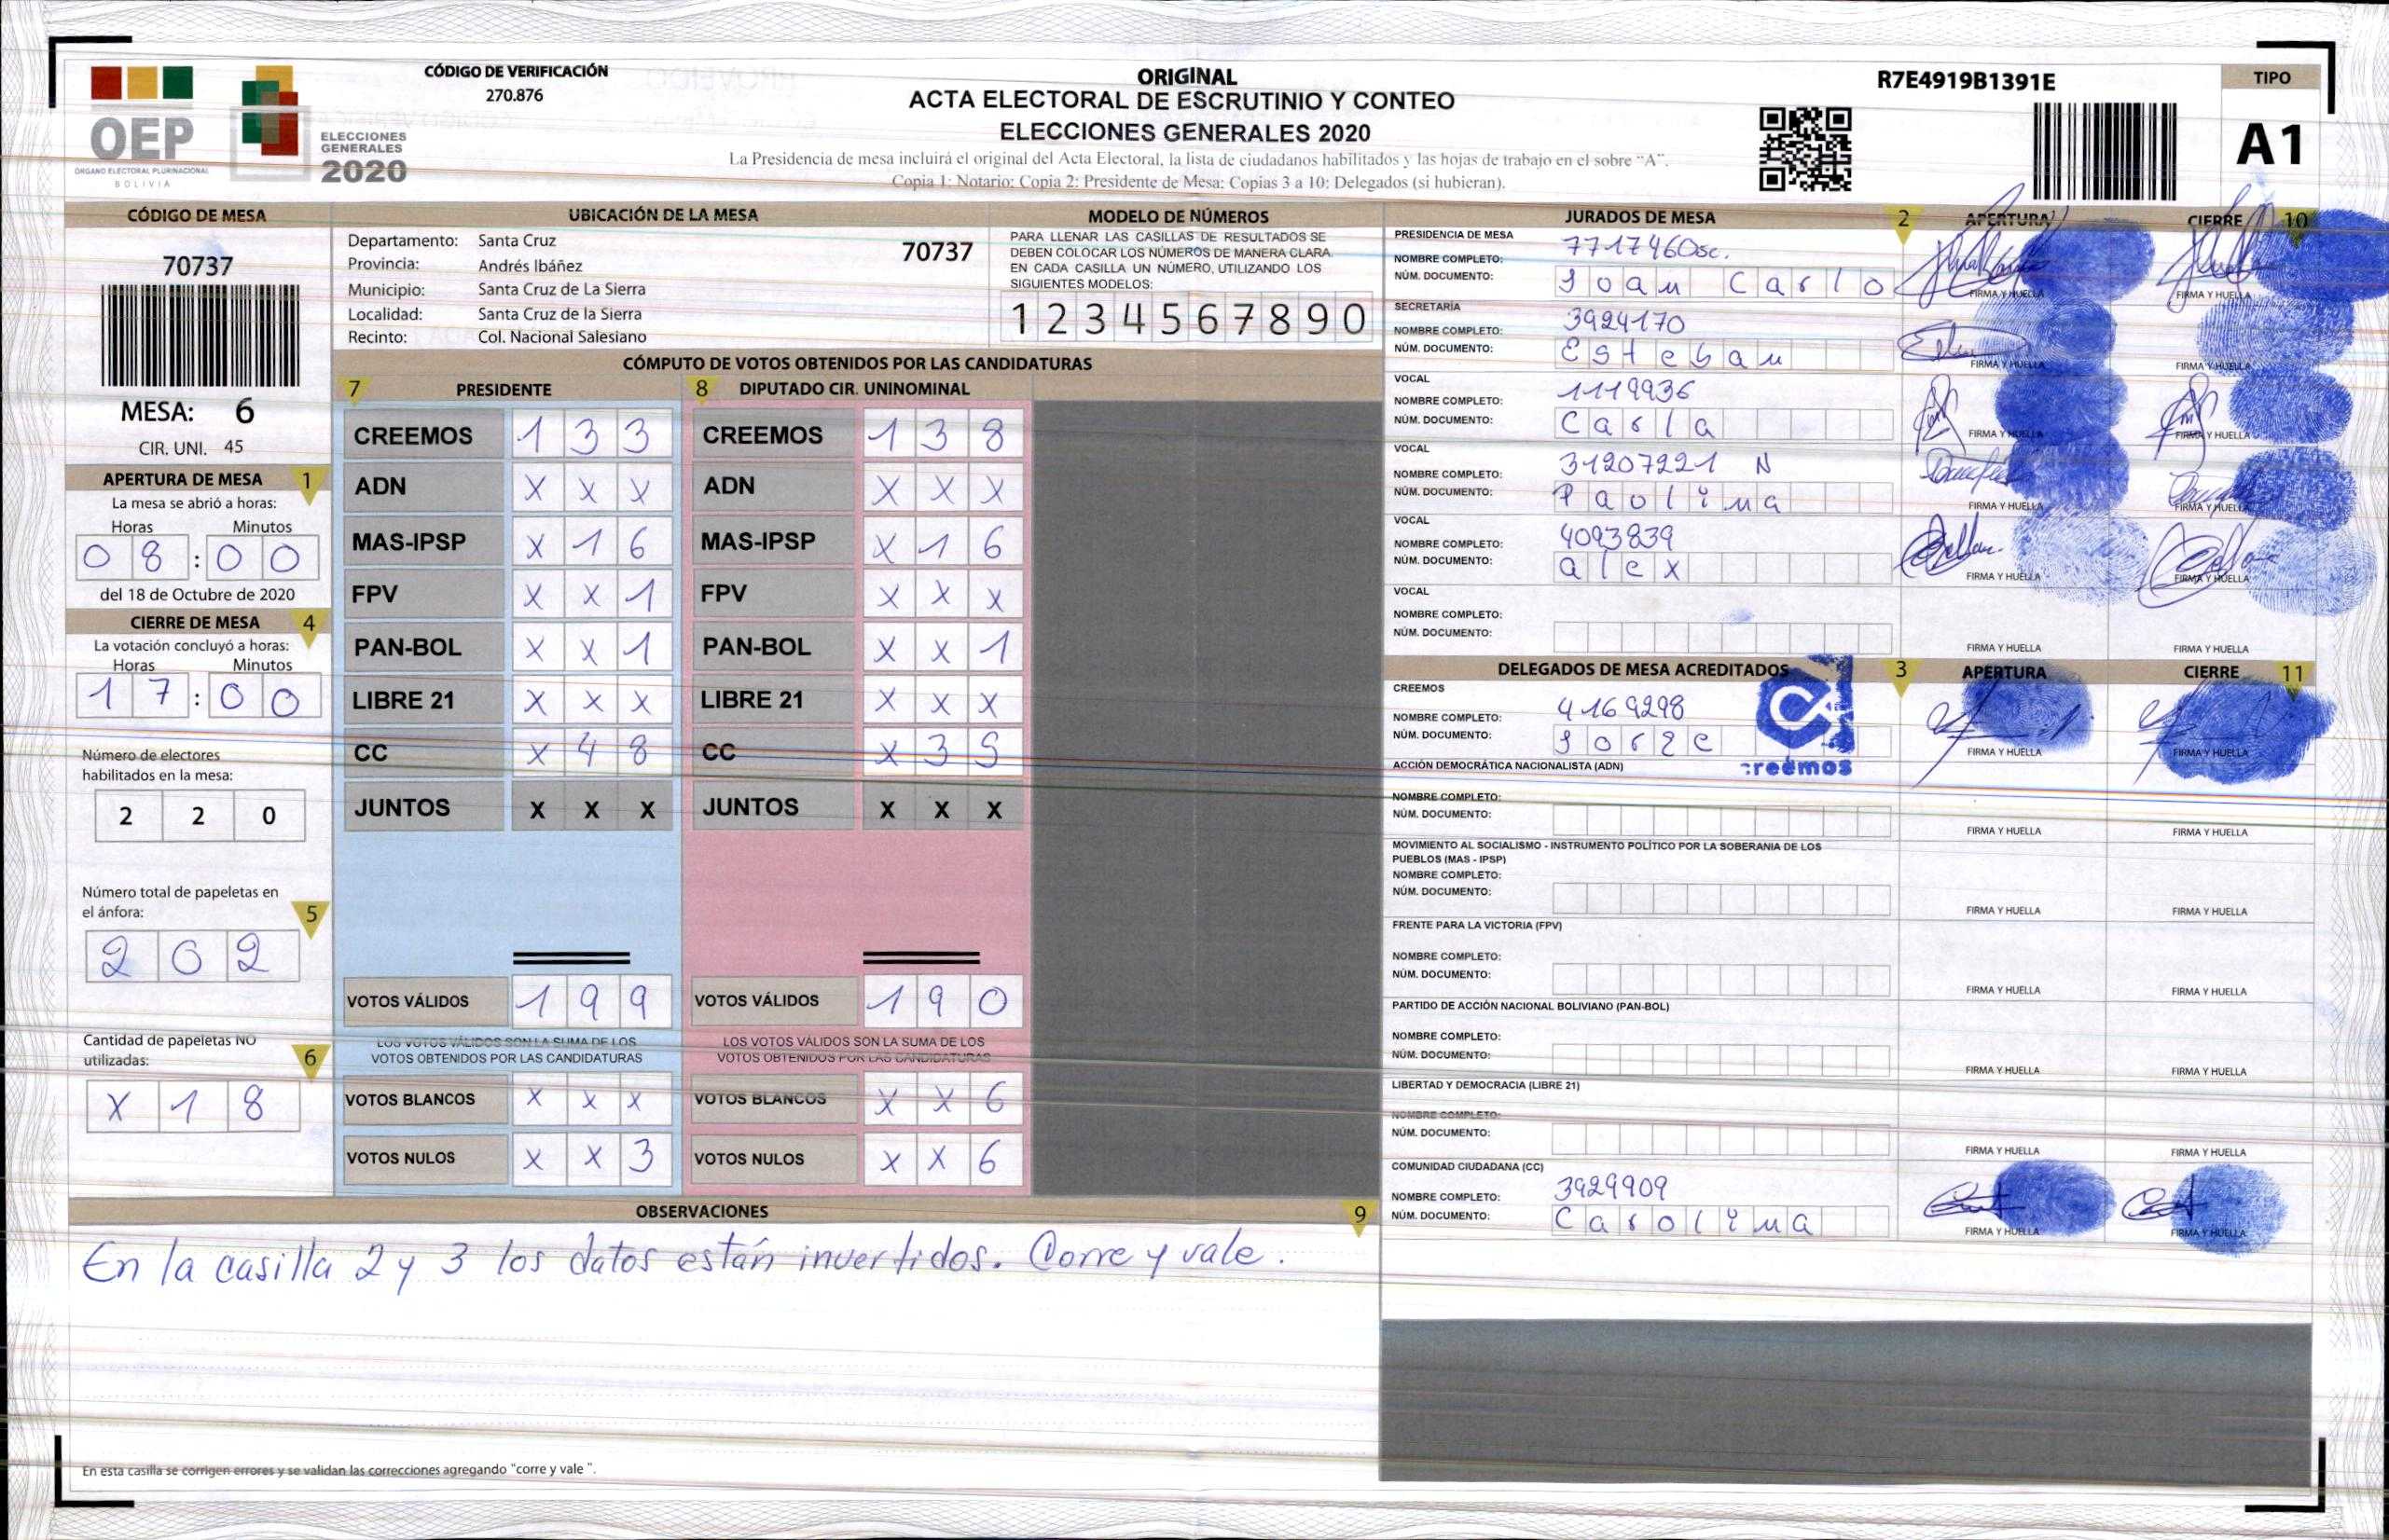 OEP
ÓRGANO ELECTORAL PLURINACIONAL
BOLIVIA
ELECCIONES
GENERALES
2020
CÓDIGO DE VERIFICACIÓN
270.876
ORIGINAL
ACTA ELECTORAL DE ESCRUTINIO Y CONTEO
ELECCIONES GENERALES 2020
La Presidencia de mesa incluirá el original del Acta Electoral, la lista de ciudadanos habilitados y las hojas de trabajo en el sobre "A".
Copia 1: Notario: Copia 2: Presidente de Mesa: Copias 3 a 10: Delegados (si hubieran).
R7E4919B1391E
TIPO
A1
CÓDIGO DE MESA
70737
MESA: 6
CIR. UNI. 45
APERTURA DE MESA 1
La mesa se abrió a horas:
Horas Minutos
08:00
del 18 de Octubre de 2020
CIERRE DE MESA 4
La votación concluyó a horas:
Horas Minutos
17:00
Número de electores
habilitados en la mesa:
2 2 0
Número total de papeletas en
el ánfora: 5
2 0 2
Cantidad de papeletas NO
utilizadas: 6
X 1 8
UBICACIÓN DE LA MESA
Departamento: Santa Cruz 70737
Provincia: Andrés Ibáñez
Municipio: Santa Cruz de La Sierra
Localidad: Santa Cruz de la Sierra
Recinto: Col. Nacional Salesiano
MODELO DE NÚMEROS
PARA LLENAR LAS CASILLAS DE RESULTADOS SE
DEBEN COLOCAR LOS NÚMEROS DE MANERA CLARA.
EN CADA CASILLA UN NÚMERO, UTILIZANDO LOS
SIGUIENTES MODELOS:
1 2 3 4 5 6 7 8 9 0
CÓMPUTO DE VOTOS OBTENIDOS POR LAS CANDIDATURAS
7 PRESIDENTE
CREEMOS 1 3 3
ADN X X X
MAS-IPSP X 1 6
FPV X X 1
PAN-BOL X X 1
LIBRE 21 X X X
CC X 4 8
JUNTOS X X X
VOTOS VÁLIDOS 1 9 9
LOS VOTOS VÁLIDOS SON LA SUMA DE LOS
VOTOS OBTENIDOS POR LAS CANDIDATURAS
VOTOS BLANCOS X X X
VOTOS NULOS X X 3
8 DIPUTADO CIR. UNINOMINAL
CREEMOS 1 3 8
ADN X X X
MAS-IPSP X 1 6
FPV X X X
PAN-BOL X X 1
LIBRE 21 X X X
CC X 3 5
JUNTOS X X X
VOTOS VÁLIDOS 1 9 0
LOS VOTOS VÁLIDOS SON LA SUMA DE LOS
VOTOS OBTENIDOS POR LAS CANDIDATURAS
VOTOS BLANCOS X X 6
VOTOS NULOS X X 6
OBSERVACIONES 9
En la casilla 2 y 3 los datos están invertidos. Corre y vale.
En esta casilla se corrigen errores y se validan las correcciones agregando "corre y vale ".
JURADOS DE MESA 2 APERTURA CIERRE 10
PRESIDENCIA DE MESA
NOMBRE COMPLETO: 7717460sc.
NÚM. DOCUMENTO: Joan Carlo
FIRMA Y HUELLA FIRMA Y HUELLA
SECRETARÍA
NOMBRE COMPLETO: 3924170
NÚM. DOCUMENTO: Esteban
FIRMA Y HUELLA FIRMA Y HUELLA
VOCAL
NOMBRE COMPLETO: 1119936
NÚM. DOCUMENTO: Carla
FIRMA Y HUELLA FIRMA Y HUELLA
VOCAL
NOMBRE COMPLETO: 31207221 N
NÚM. DOCUMENTO: Paolina
FIRMA Y HUELLA FIRMA Y HUELLA
VOCAL
NOMBRE COMPLETO: 4093839
NÚM. DOCUMENTO: alex
FIRMA Y HUELLA FIRMA Y HUELLA
VOCAL
NOMBRE COMPLETO:
NÚM. DOCUMENTO:
FIRMA Y HUELLA FIRMA Y HUELLA
DELEGADOS DE MESA ACREDITADOS 3 APERTURA CIERRE 11
CREEMOS
NOMBRE COMPLETO: 4169298
NÚM. DOCUMENTO: Jorge
creemos
FIRMA Y HUELLA FIRMA Y HUELLA
ACCIÓN DEMOCRÁTICA NACIONALISTA (ADN)
NOMBRE COMPLETO:
NÚM. DOCUMENTO:
FIRMA Y HUELLA FIRMA Y HUELLA
MOVIMIENTO AL SOCIALISMO - INSTRUMENTO POLÍTICO POR LA SOBERANIA DE LOS
PUEBLOS (MAS - IPSP)
NOMBRE COMPLETO:
NÚM. DOCUMENTO:
FIRMA Y HUELLA FIRMA Y HUELLA
FRENTE PARA LA VICTORIA (FPV)
NOMBRE COMPLETO:
NÚM. DOCUMENTO:
FIRMA Y HUELLA FIRMA Y HUELLA
PARTIDO DE ACCIÓN NACIONAL BOLIVIANO (PAN-BOL)
NOMBRE COMPLETO:
NÚM. DOCUMENTO:
FIRMA Y HUELLA FIRMA Y HUELLA
LIBERTAD Y DEMOCRACIA (LIBRE 21)
NOMBRE COMPLETO:
NÚM. DOCUMENTO:
FIRMA Y HUELLA FIRMA Y HUELLA
COMUNIDAD CIUDADANA (CC)
NOMBRE COMPLETO: 3929909
NÚM. DOCUMENTO: Carolina
FIRMA Y HUELLA FIRMA Y HUELLA